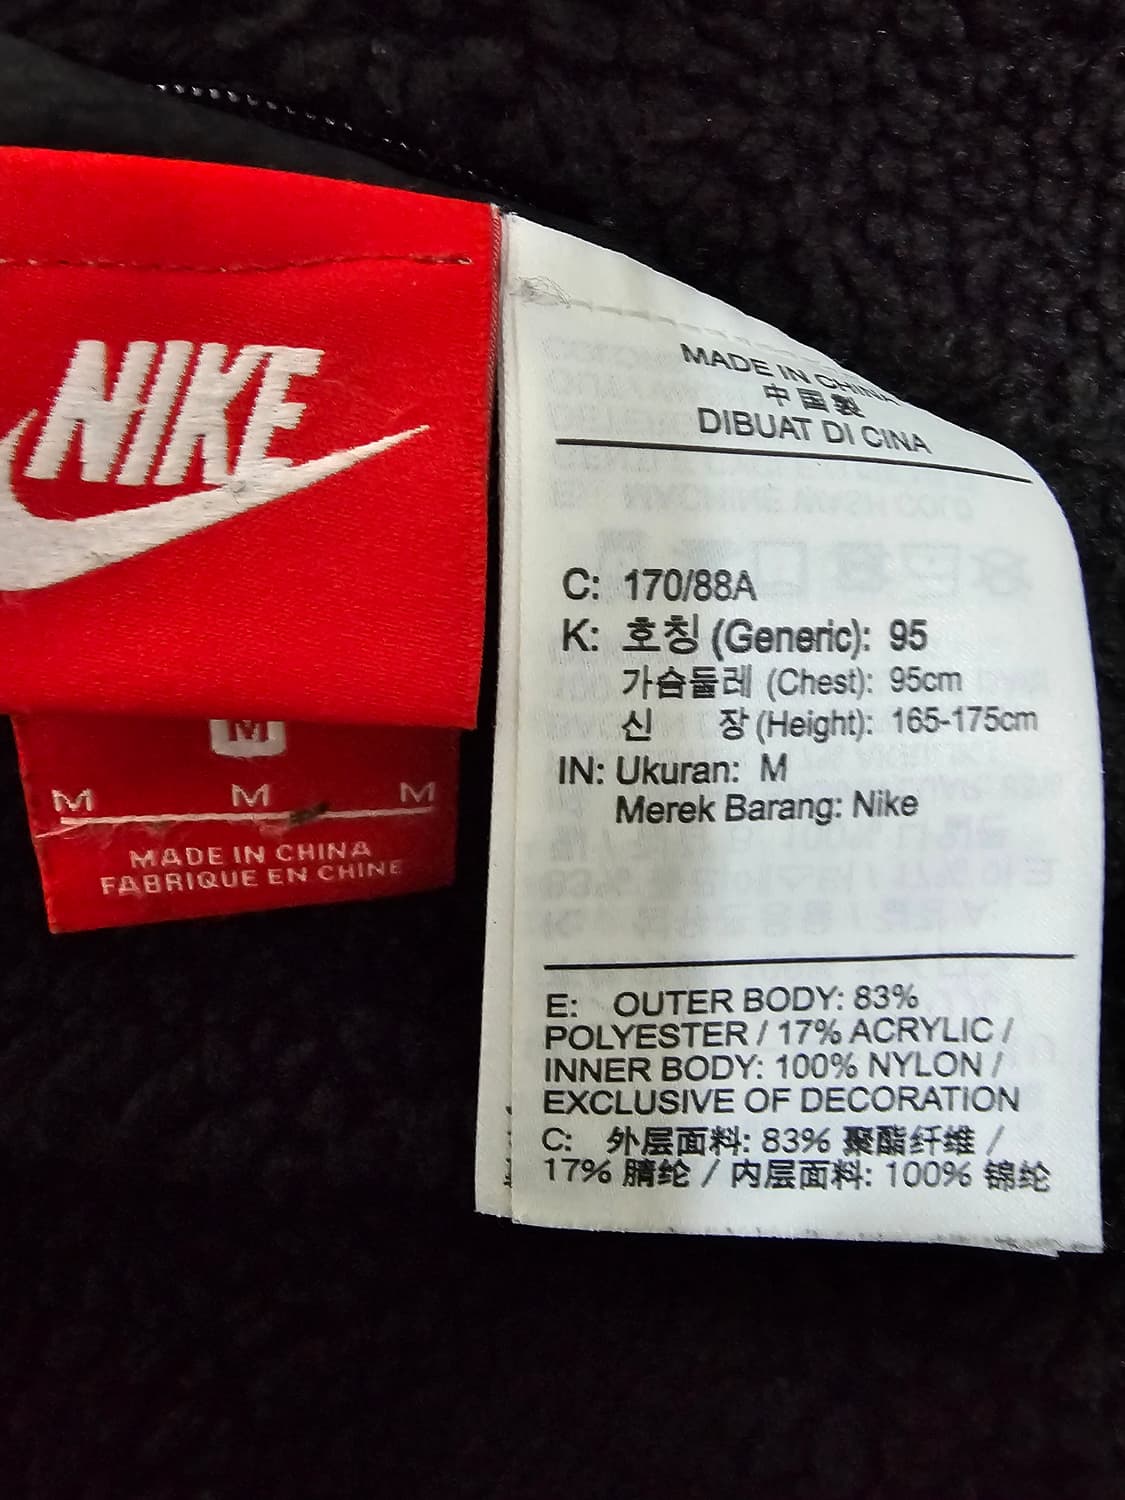 NIKE
M
M M M
MADE IN CHINA
FABRIQUE EN CHINE
MADE IN CHINA
中国製
DIBUAT DI CINA
C: 170/88A
K: 호칭 (Generic): 95
가슴둘레 (Chest): 95cm
신 장 (Height): 165-175cm
IN: Ukuran: M
Merek Barang: Nike
E: OUTER BODY: 83%
POLYESTER / 17% ACRYLIC /
INNER BODY: 100% NYLON /
EXCLUSIVE OF DECORATION
C: 外层面料: 83% 聚酯纤维 /
17% 腈纶 / 内层面料: 100% 锦纶